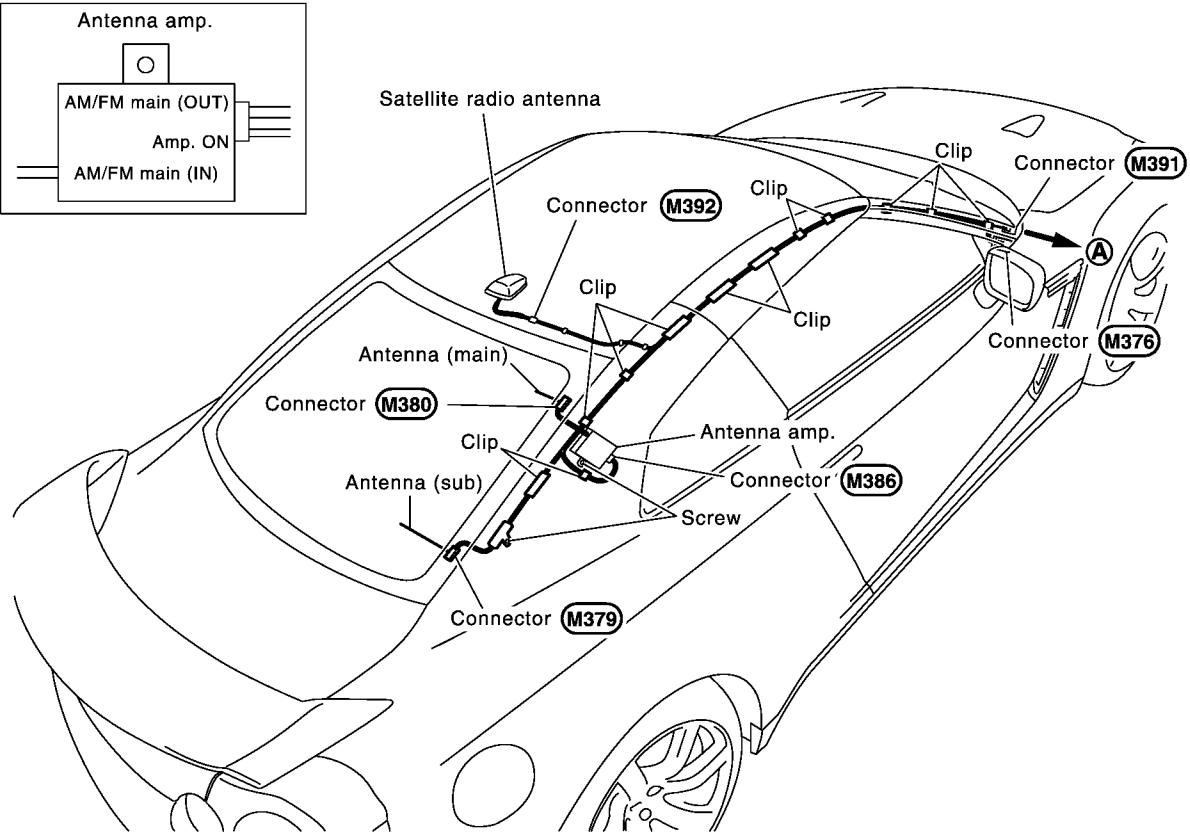 Antenna amp.
AM/FM main (OUT)
Amp. ON
AM/FM main (IN)
Satellite radio antenna
Clip
Connector M391
Clip
Connector M392
A
Clip
Clip
Connector M376
Antenna (main)
Connector M380
Antenna amp.
Clip
Connector M386
Antenna (sub)
Screw
Connector M379